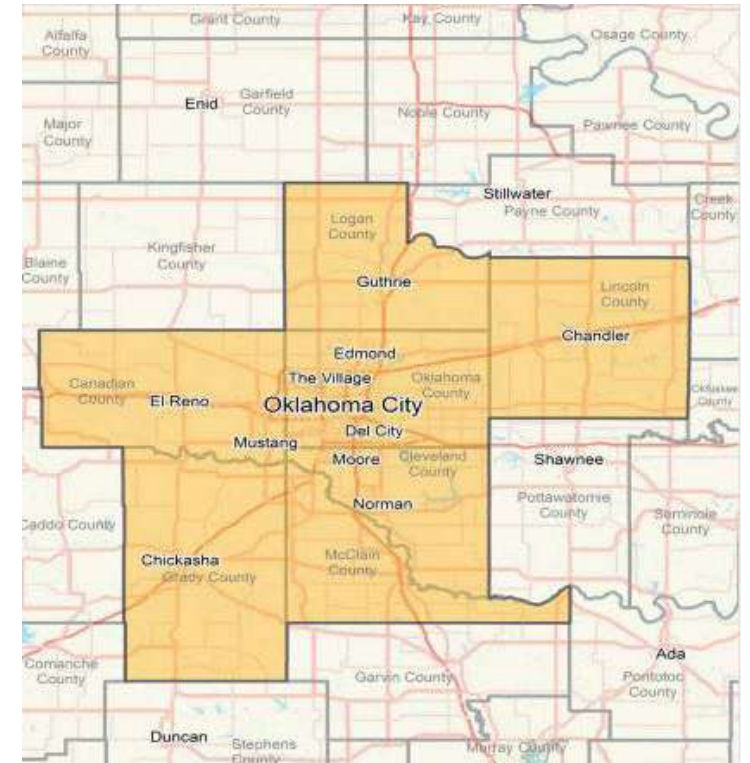 Grant County
Kay County
Alfalfa
County
Osage County
Enid
Garfield
County
Major
County
Noble County
Pawnee County
Stillwater
Payne County
Creek
County
Logan
County
Kingfisher
County
Blaine
County
Guthrie
Lincoln
County
Chandler
Edmond
The Village
Oklahoma
County
Canadian
County
El Reno
Oklahoma City
County
Del City
Mustang
Moore
Cleveland
County
Shawnee
Norman
Pottawatomie
County
Seminole
County
Caddo County
Chickasha
Grady County
McClain
County
Comanche
County
Garvin County
Ada
Pontotoc
County
Duncan
Stephens
County
Murray County